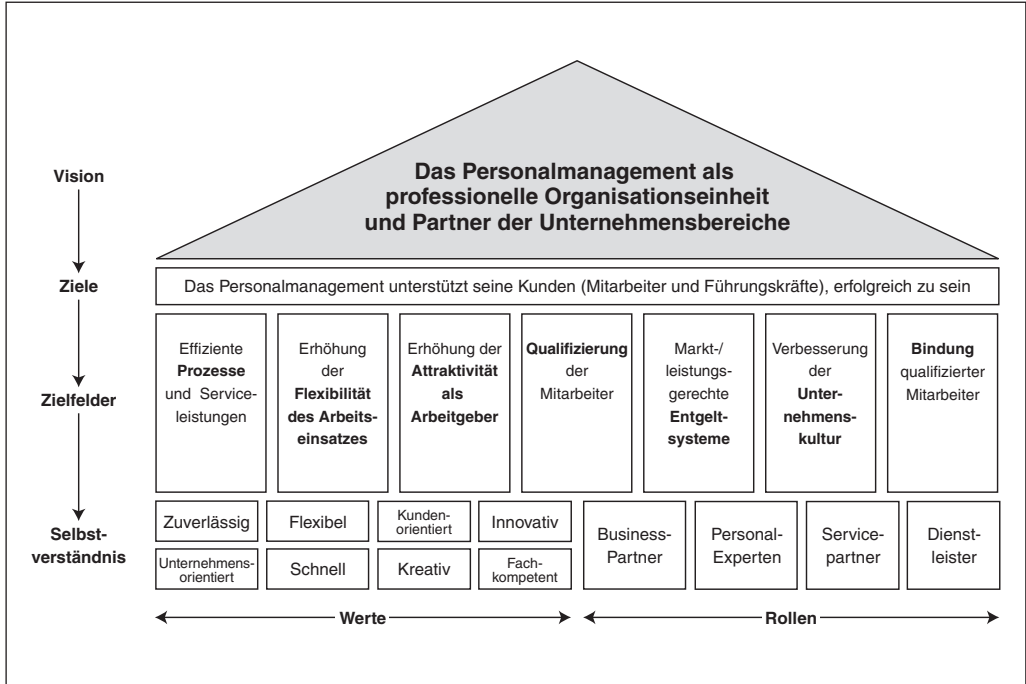 Vision
Das Personalmanagement als
professionelle Organisationseinheit
und Partner der Unternehmensbereiche
Ziele
Das Personalmanagement unterstützt seine Kunden (Mitarbeiter und Führungskräfte), erfolgreich zu sein
Zielfelder
Effiziente
Prozesse
und Service-
leistungen
Erhöhung
der
Flexibilität
des Arbeits-
einsatzes
Erhöhung der
Attraktivität
als
Arbeitgeber
Qualifizierung
der
Mitarbeiter
Markt-/
leistungs-
gerechte
Entgelt-
systeme
Verbesserung
der
Unter-
nehmens-
kultur
Bindung
qualifizierter
Mitarbeiter
Selbst-
verständnis
Zuverlässig
Flexibel
Kunden-
orientiert
Innovativ
Unternehmens-
orientiert
Schnell
Kreativ
Fach-
kompetent
Business-
Partner
Personal-
Experten
Service-
partner
Dienst-
leister
Werte
Rollen